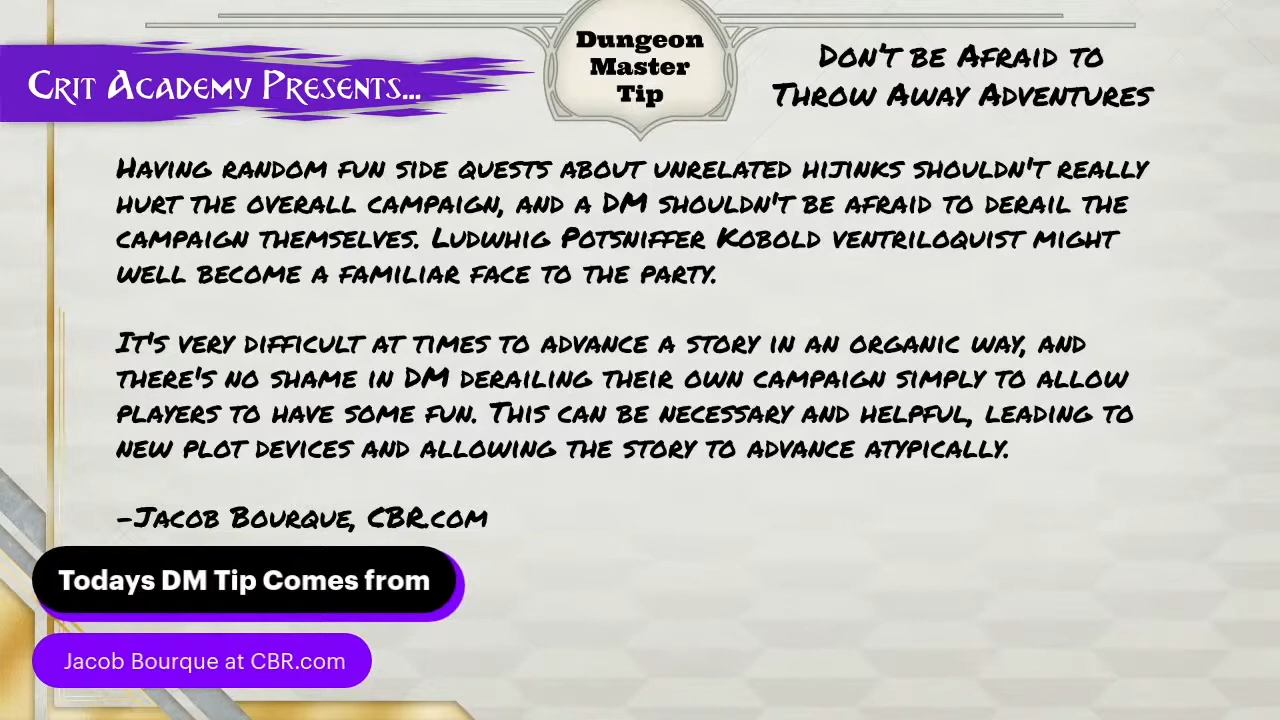 Crit Academy Presents...
Dungeon
Master
Tip
Don't be Afraid to
Throw Away Adventures
Having random fun side quests about unrelated hijinks shouldn't really
hurt the overall campaign, and a DM shouldn't be afraid to derail the
campaign themselves. Ludwhig Potsniffer Kobold ventriloquist might
well become a familiar face to the party.
It's very difficult at times to advance a story in an organic way, and
there's no shame in DM derailing their own campaign simply to allow
players to have some fun. This can be necessary and helpful, leading to
new plot devices and allowing the story to advance atypically.
-Jacob Bourque, CBR.com
Todays DM Tip Comes from
Jacob Bourque at CBR.com